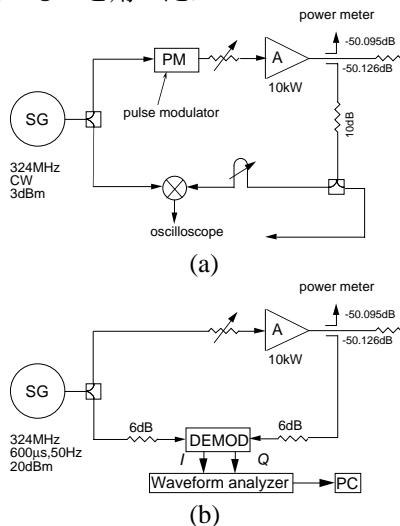 power meter
-50.095dB
PM
A
-50.126dB
10kW
pulse modulator
SG
10dB
324MHz
CW
3dBm
oscilloscope
(a)
power meter
-50.095dB
A
-50.126dB
10kW
SG
6dB
6dB
324MHz
600μs,50Hz
20dBm
DEMOD
I
Q
Waveform analyzer
PC
(b)